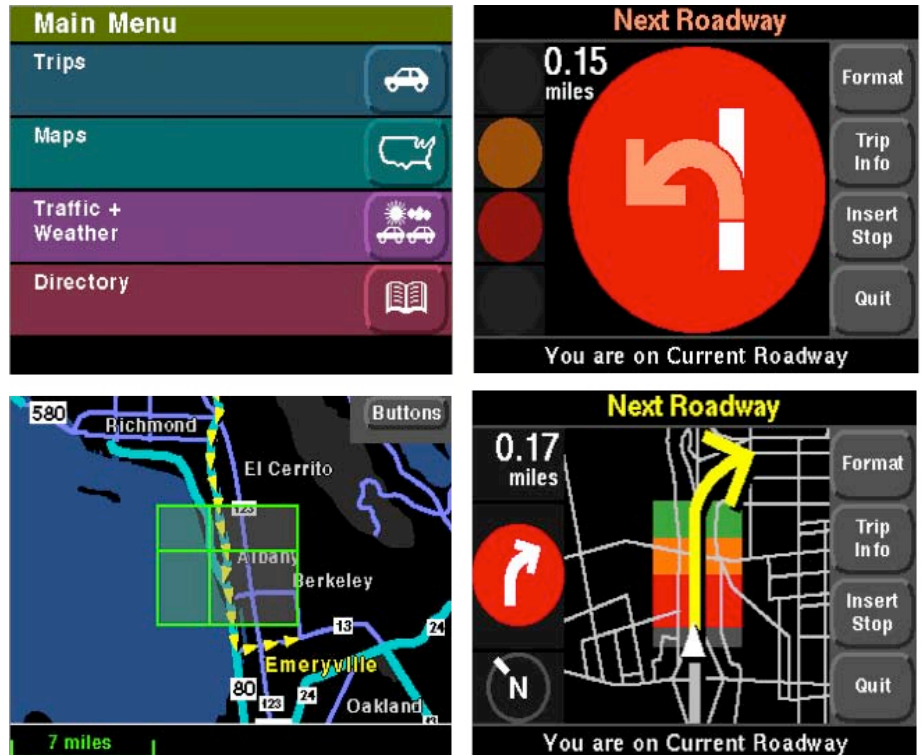 Main Menu
Trips
Maps
Traffic +
Weather
Directory
Next Roadway
0.15
miles
Format
Trip
Info
Insert
Stop
Quit
You are on Current Roadway
580
Richmond
Buttons
El Cerrito
123
Albany
Berkeley
13
24
Emeryville
80
123
24
Oakland
13
7 miles
Next Roadway
0.17
miles
Format
Trip
Info
Insert
Stop
N
Quit
You are on Current Roadway